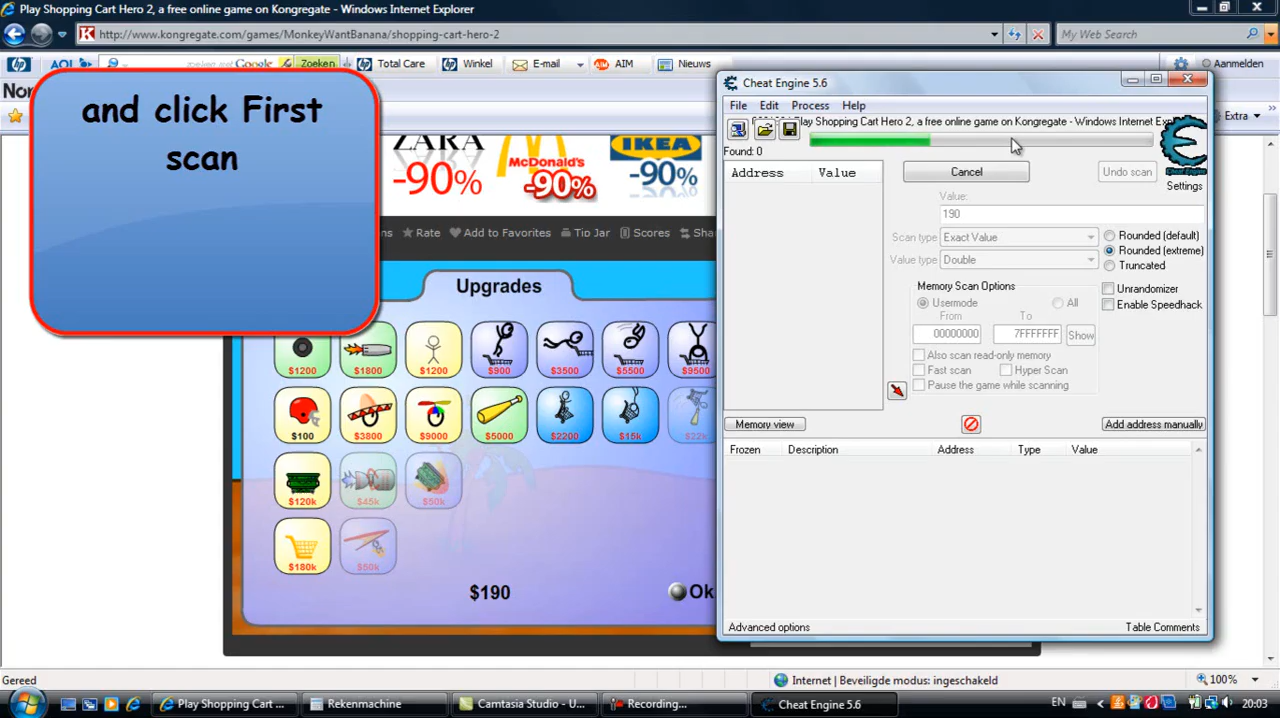 Play Shopping Cart Hero 2, a free online game on Kongregate - Windows Internet Explorer
http://www.kongregate.com/games/MonkeyWantBanana/shopping-cart-hero-2
My Web Search
AOL
Google
Zoeken
Total Care
Winkel
E-mail
AIM
Nieuws
Aanmelden
Extra
and click First
scan
ZARA
-90%
McDonald's
-90%
IKEA
-90%
Rate
Add to Favorites
Tip Jar
Scores
Upgrades
$1200
$1800
$1200
$900
$3500
$5500
$9500
$100
$3800
$9000
$5000
$2200
$15k
$22k
$120k
$45k
$50k
$180k
$50k
$190
Ok
Cheat Engine 5.6
File Edit Process Help
Play Shopping Cart Hero 2, a free online game on Kongregate - Windows Internet
Found: 0
Address Value
Cancel
Undo scan
Settings
Value:
190
Scan type Exact Value
Value type Double
Rounded (default)
Rounded (extreme)
Truncated
Unrandomizer
Enable Speedhack
Memory Scan Options
Usermode All
From To
00000000 7FFFFFFF Show
Also scan read-only memory
Fast scan Hyper Scan
Pause the game while scanning
Memory view
Add address manually
Frozen Description Address Type Value
Advanced options
Table Comments
Gereed
Internet | Beveiligde modus: ingeschakeld
100%
Play Shopping Cart ...
Rekenmachine
Camtasia Studio - U...
Recording...
Cheat Engine 5.6
EN
20:03